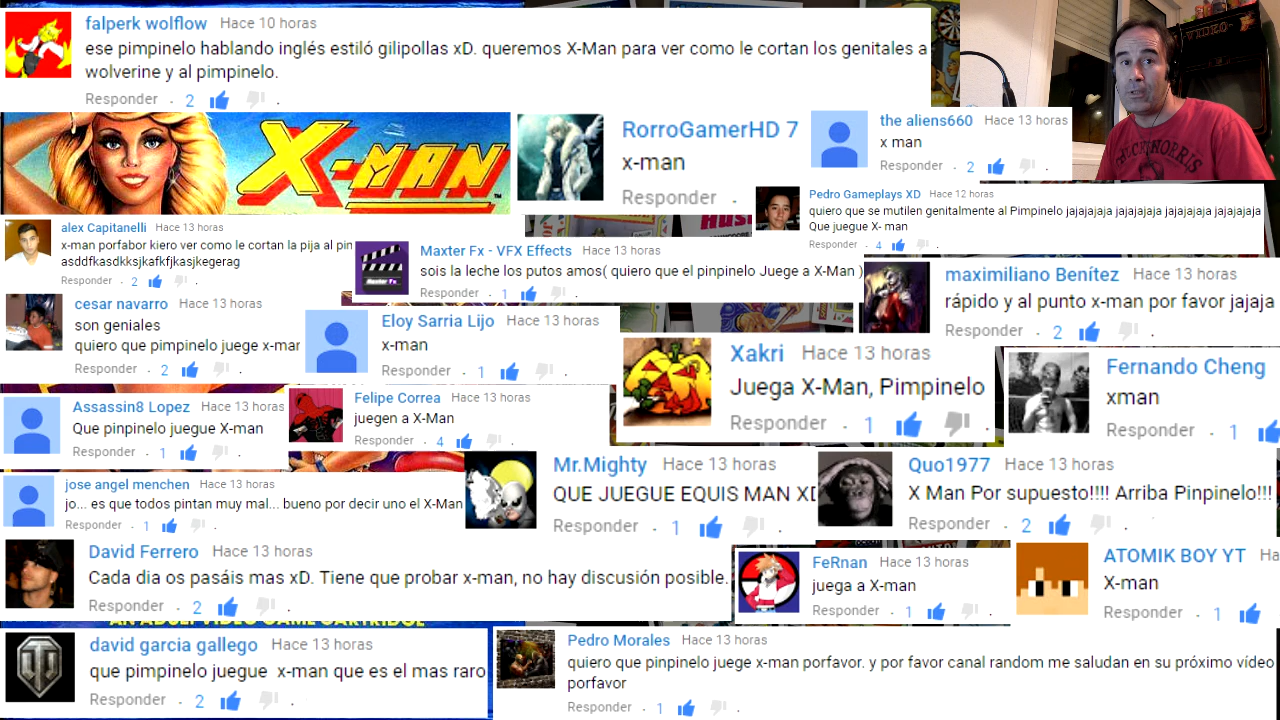 falperk wolflow Hace 10 horas
ese pimpinelo hablando inglés estiló gilipollas xD. queremos X-Man para ver como le cortan los genitales a
wolverine y al pimpinelo.
Responder · 2 .
VIDEO
CHUCK NORRIS
X-MAN
RorroGamerHD 7
x-man
Responder .
the aliens660 Hace 13 horas
x man
Responder · 2 .
Pedro Gameplays XD Hace 12 horas
quiero que se mutilen genitalmente al Pimpinelo jajajajaja jajajajaja jajajajaja jajajajaja
Que juegue X- man
Responder · 4 .
alex Capitanelli Hace 13 horas
x-man porfabor kiero ver como le cortan la pija al pin
asddfkasdkksjkafkfjkasjkegerag
Responder · 2 .
Maxter Fx - VFX Effects Hace 13 horas
sois la leche los putos amos( quiero que el pinpinelo Juege a X-Man )
Responder · 1 .
maximiliano Benítez Hace 13 horas
rápido y al punto x-man por favor jajaja
Responder · 2 .
cesar navarro Hace 13 horas
son geniales
quiero que pimpinelo juege x-mar
Responder · 2 .
Eloy Sarria Lijo Hace 13 horas
x-man
Responder · 1 .
Xakri Hace 13 horas
Juega X-Man, Pimpinelo
Responder · 1 .
Fernando Cheng
xman
Responder · 1
Assassin8 Lopez Hace 13 horas
Que pinpinelo juegue X-man
Responder · 1 .
Felipe Correa Hace 13 horas
juegen a X-Man
Responder · 4 .
Mr.Mighty Hace 13 horas
QUE JUEGUE EQUIS MAN XD
Responder · 1 .
Quo1977 Hace 13 horas
X Man Por supuesto!!!! Arriba Pinpinelo!!!
Responder · 2 .
jose angel menchen Hace 13 horas
jo... es que todos pintan muy mal... bueno por decir uno el X-Man
Responder · 1 .
David Ferrero Hace 13 horas
Cada dia os pasáis mas xD. Tiene que probar x-man, no hay discusión posible.
Responder · 2 .
FeRnan Hace 13 horas
juega a X-man
Responder · 1 .
ATOMIK BOY YT Ha
X-man
Responder · 1
AN ADULT VIDEO GAME CARTRIDGE
david garcia gallego Hace 13 horas
que pimpinelo juegue x-man que es el mas raro
Responder · 2 .
Pedro Morales Hace 13 horas
quiero que pinpinelo juege x-man porfavor. y por favor canal random me saludan en su próximo vídeo
porfavor
Responder · 1 .